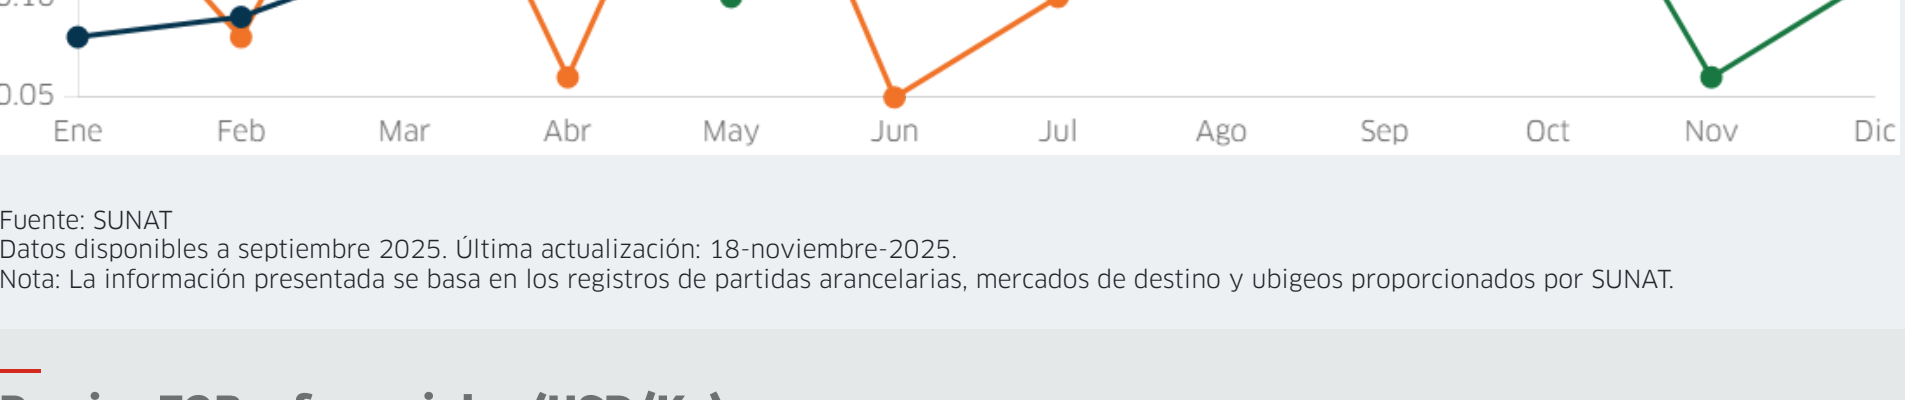 0.05
Ene Feb Mar Abr May Jun Jul Ago Sep Oct Nov Dic
Fuente: SUNAT
Datos disponibles a septiembre 2025. Última actualización: 18-noviembre-2025.
Nota: La información presentada se basa en los registros de partidas arancelarias, mercados de destino y ubigeos proporcionados por SUNAT.